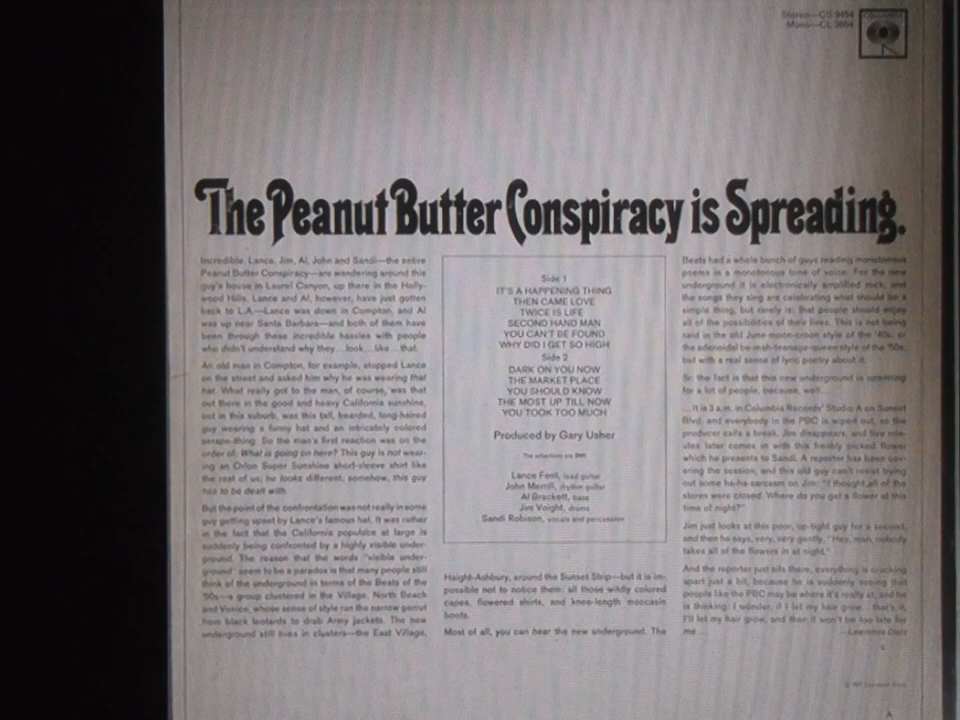 Stereo—CS 9454
Mono—CL 2654
COLUMBIA
The Peanut Butter Conspiracy is Spreading.
Incredible. Lance, Jim, Al, John and Sandi—the entire
Peanut Butter Conspiracy—are wandering around this
guy's house in Laurel Canyon, up there in the Holly-
wood Hills. Lance and Al, however, have just gotten
back to L.A.—Lance was down in Compton, and Al
was up near Santa Barbara—and both of them have
been through these incredible hassles with people
who didn't understand why they...look...like...that.
An old man in Compton, for example, stopped Lance
on the street and asked him why he was wearing that
hat. What really got to the man, of course, was that
out there in the good and heavy California sunshine,
out in this suburb, was this tall, bearded, long-haired
guy wearing a funny hat and an intricately colored
serape-thing. So the man's first reaction was on the
order of: What is going on here? This guy is not wear-
ing an Orlon Super Sunshine short-sleeve shirt like
the rest of us; he looks different, somehow, this guy
has to be dealt with.
But the point of the confrontation was not really in some
guy getting upset by Lance's famous hat. It was rather
in the fact that the California populace at large is
suddenly being confronted by a highly visible under-
ground. The reason that the words "visible under-
ground" seem to be a paradox is that many people still
think of the underground in terms of the Beats of the
'50s—a group clustered in the Village, North Beach
and Venice, whose sense of style ran the narrow gamut
from black leotards to drab Army jackets. The new
underground still lives in clusters—the East Village,
Side 1
IT'S A HAPPENING THING
THEN CAME LOVE
TWICE IS LIFE
SECOND HAND MAN
YOU CAN'T BE FOUND
WHY DID I GET SO HIGH
Side 2
DARK ON YOU NOW
THE MARKET PLACE
YOU SHOULD KNOW
THE MOST UP TILL NOW
YOU TOOK TOO MUCH
Produced by Gary Usher
The selections are BMI.
Lance Fent, lead guitar
John Merrill, rhythm guitar
Al Brackett, bass
Jim Voight, drums
Sandi Robison, vocals and percussion
Haight-Ashbury, around the Sunset Strip—but it is im-
possible not to notice them: all those wildly colored
capes, flowered shirts, and knee-length moccasin
boots.
Most of all, you can hear the new underground. The
Beats had a whole bunch of guys reading monotonous
poems in a monotonous tone of voice. For the new
underground it is electronically amplified rock, and
the songs they sing are celebrating what should be a
simple thing, but rarely is: that people should enjoy
all of the possibilities of their lives. This is not being
said in the old June-moon-croon style of the '40s, or
the adenoidal be-mah-teenage-queen style of the '50s,
but with a real sense of lyric poetry about it.
So the fact is that this new underground is upsetting
for a lot of people, because, well...
...It is 3 a.m. in Columbia Records' Studio A on Sunset
Blvd. and everybody in the PBC is wiped out, so the
producer calls a break. Jim disappears, and five min-
utes later comes in with this freshly picked flower
which he presents to Sandi. A reporter has been cov-
ering the session, and this old guy can't resist trying
out some ha-ha-sarcasm on Jim: "I thought all of the
stores were closed. Where do you get a flower at this
time of night?"
Jim just looks at this poor, up-tight guy for a second,
and then he says, very, very gently, "Hey, man, nobody
takes all of the flowers in at night."
And the reporter just sits there, everything is cracking
apart just a bit, because he is suddenly seeing that
people like the PBC may be where it's really at, and he
is thinking: I wonder, if I let my hair grow...that's it,
I'll let my hair grow, and then it won't be too late for
me...
—Lawrence Dietz